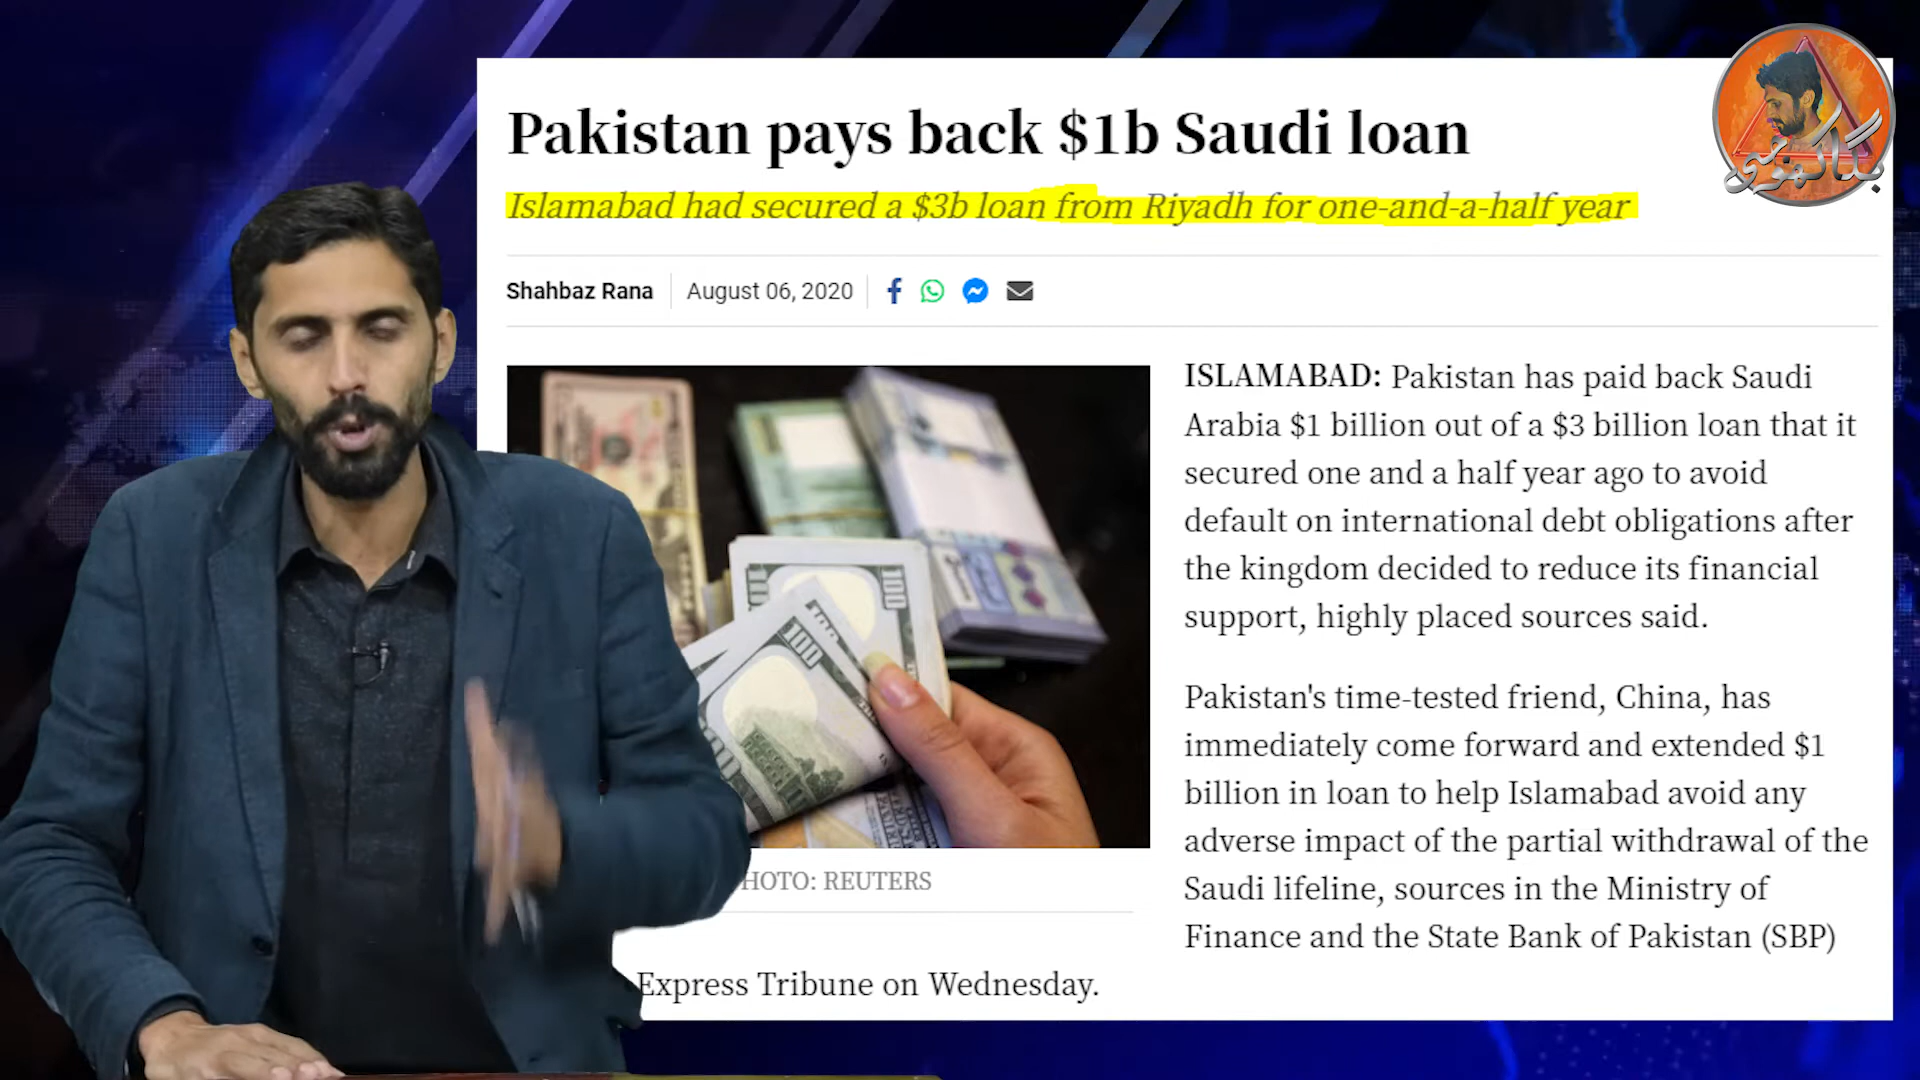 Pakistan pays back $1b Saudi loan
Islamabad had secured a $3b loan from Riyadh for one-and-a-half year
Shahbaz Rana
August 06, 2020
ISLAMABAD: Pakistan has paid back Saudi
Arabia $1 billion out of a $3 billion loan that it
secured one and a half year ago to avoid
default on international debt obligations after
the kingdom decided to reduce its financial
support, highly placed sources said.
Pakistan's time-tested friend, China, has
immediately come forward and extended $1
billion in loan to help Islamabad avoid any
adverse impact of the partial withdrawal of the
Saudi lifeline, sources in the Ministry of
Finance and the State Bank of Pakistan (SBP)
HOTO: REUTERS
Express Tribune on Wednesday.
100
100